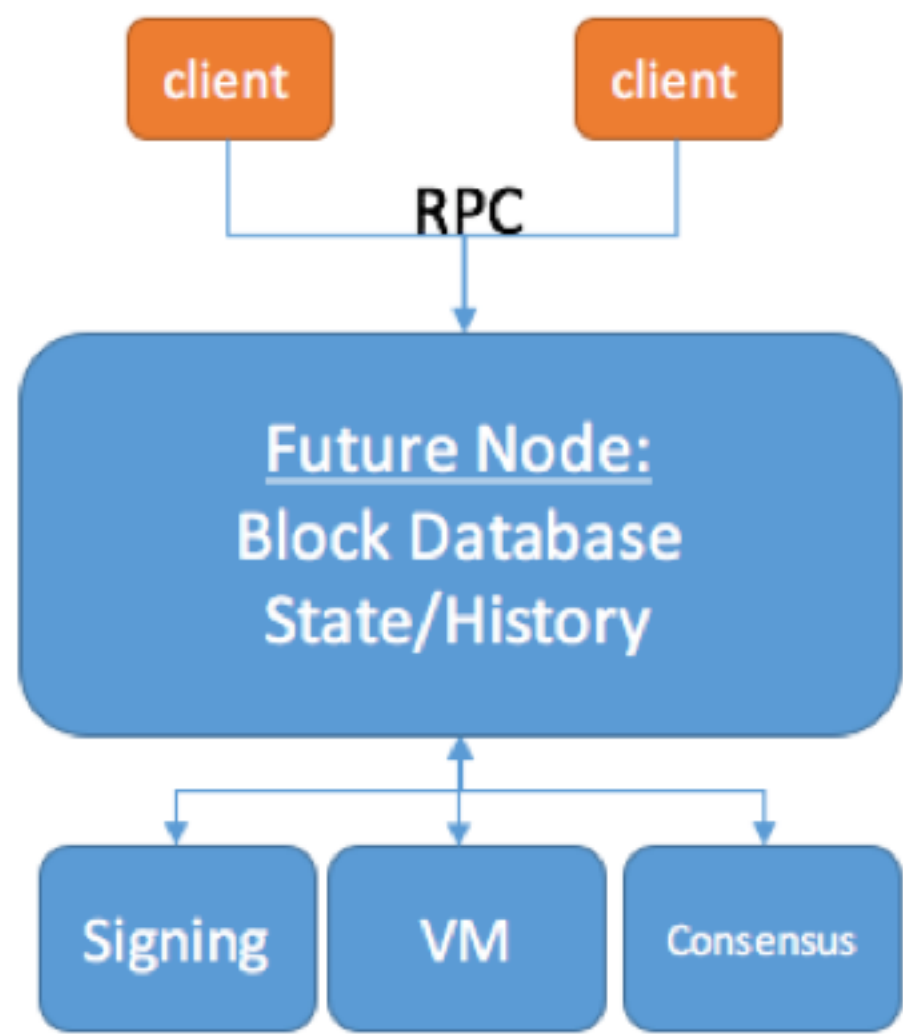 client
client
RPC
Future Node:
Block Database
State/History
Signing
VM
Consensus